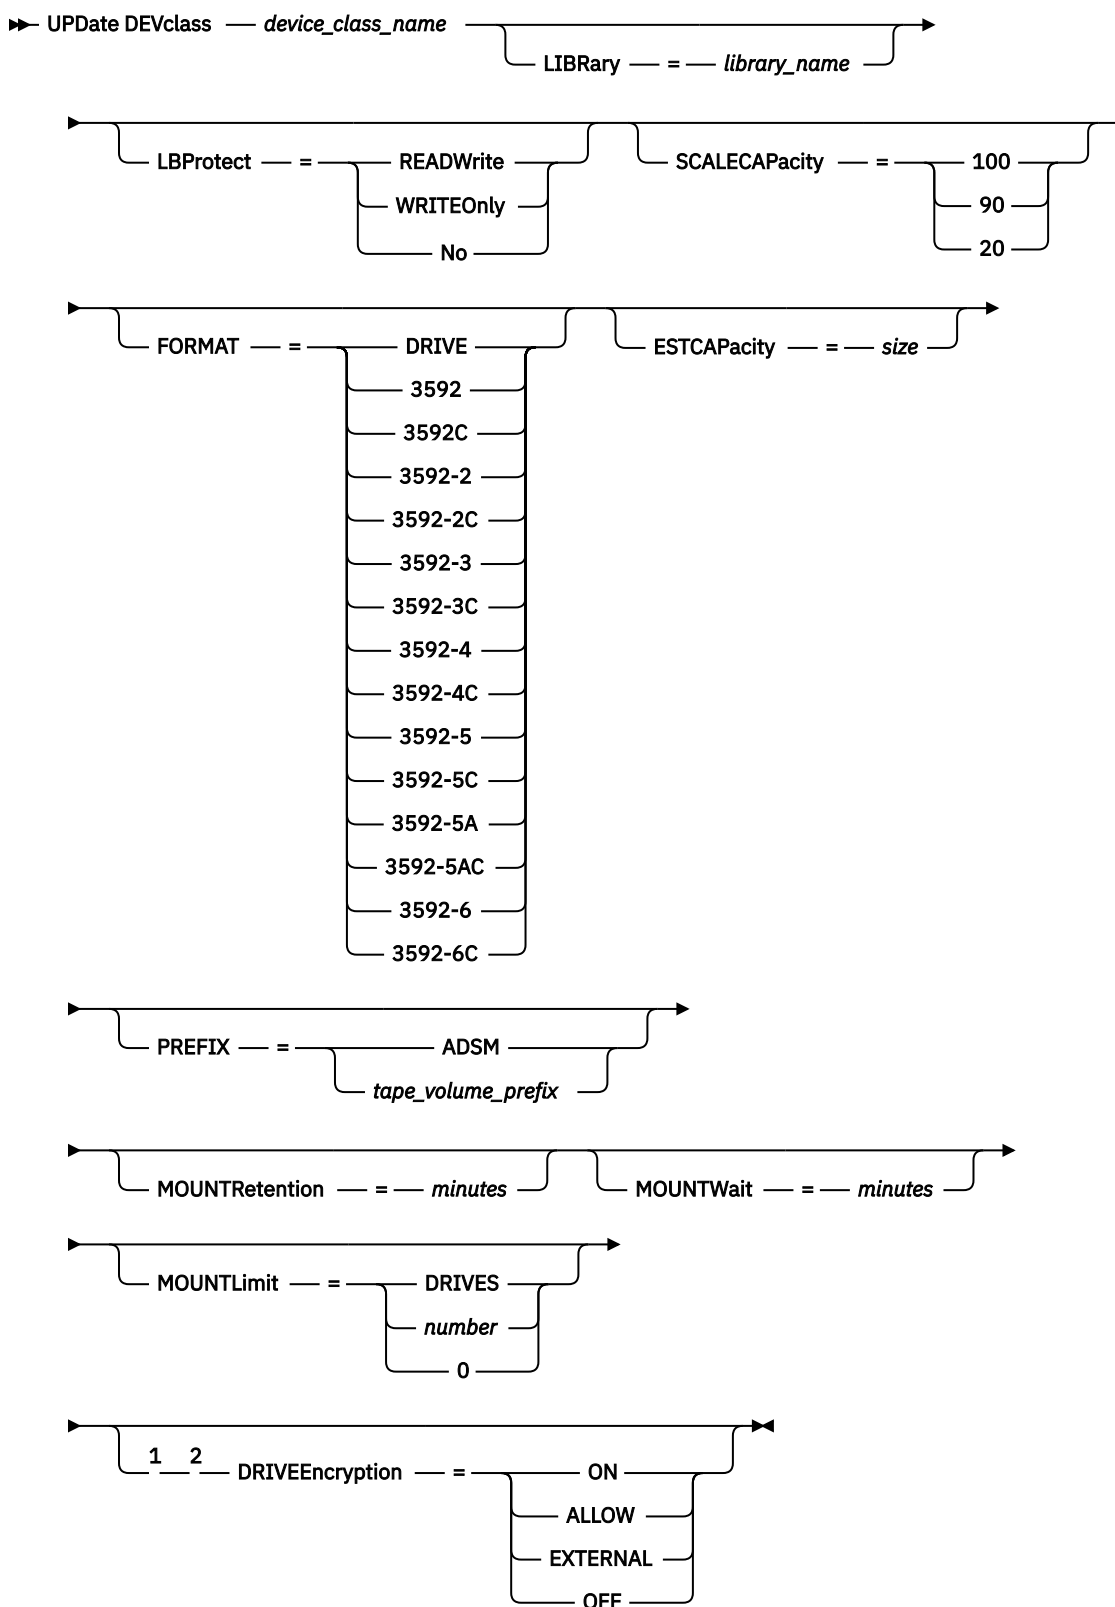 UPDate DEVclass device_class_name
LIBRary = library_name
LBProtect = READWrite SCALECAPacity = 100
WRITEOnly 90
No 20
FORMAT = DRIVE ESTCAPacity = size
3592
3592C
3592-2
3592-2C
3592-3
3592-3C
3592-4
3592-4C
3592-5
3592-5C
3592-5A
3592-5AC
3592-6
3592-6C
PREFIX = ADSM
tape_volume_prefix
MOUNTRetention = minutes MOUNTWait = minutes
MOUNTLimit = DRIVES
number
0
1 2 DRIVEEncryption = ON
ALLOW
EXTERNAL
OFF